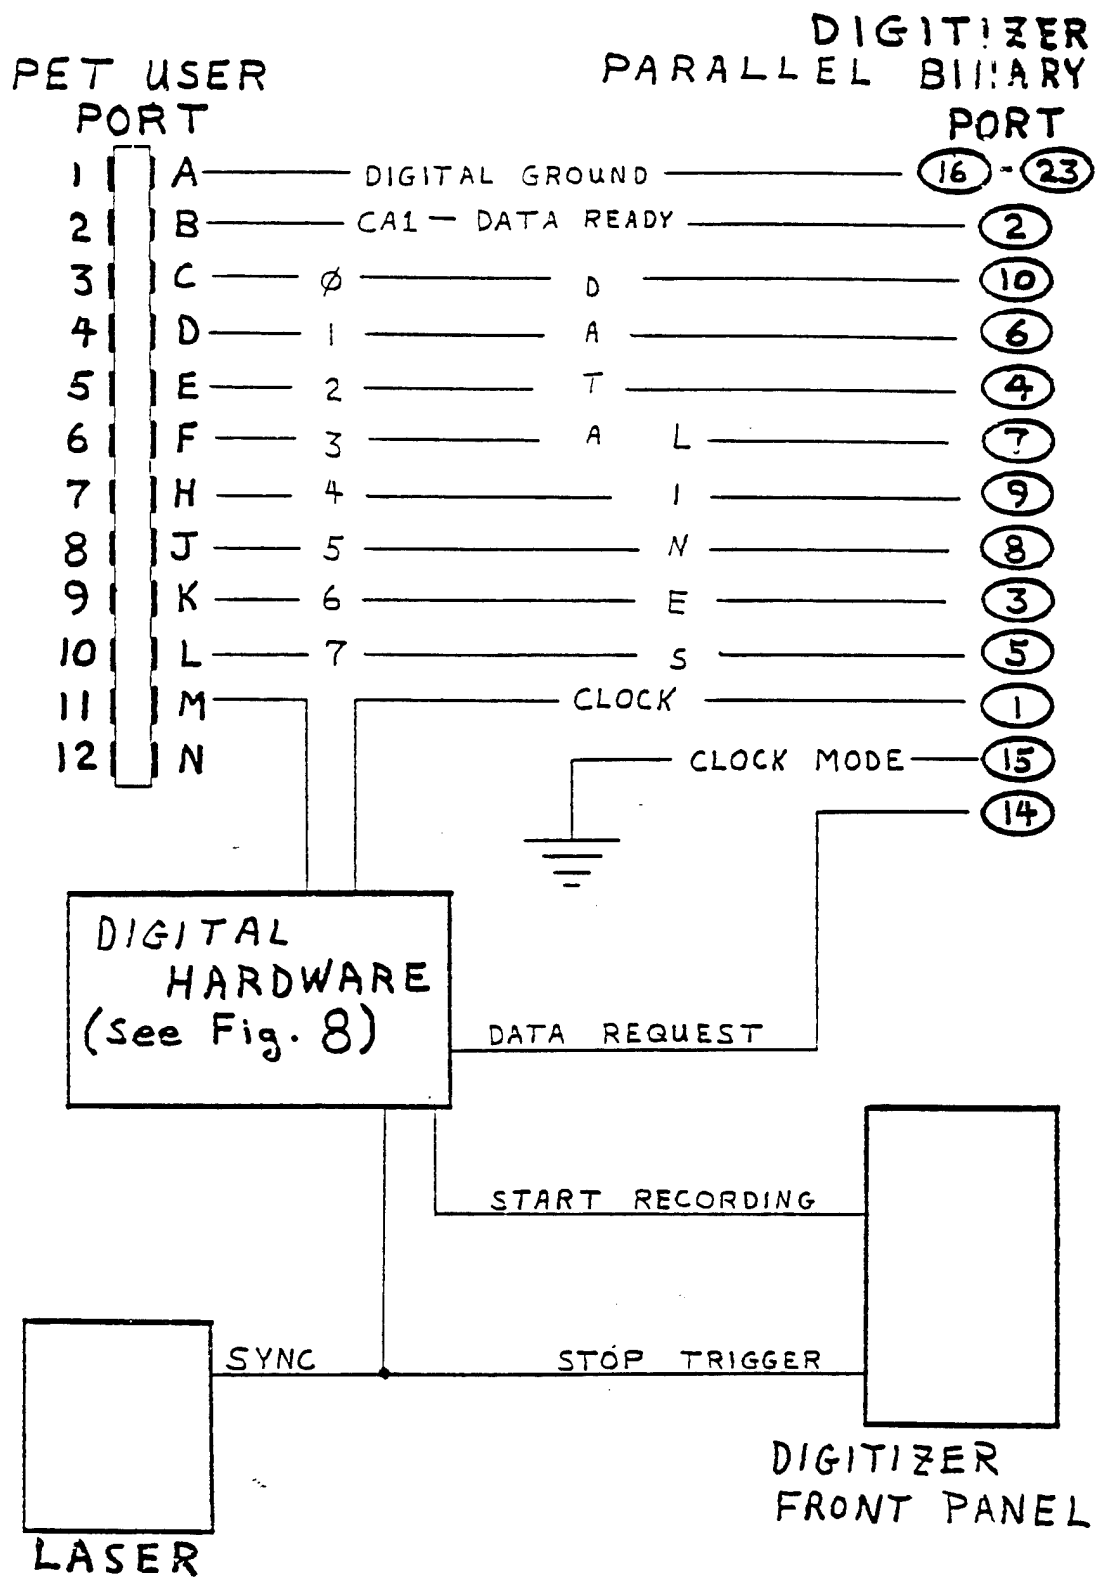 DIGITIZER
PET USER PARALLEL BINARY
PORT PORT
1 A DIGITAL GROUND 16 - 23
2 B CA1 — DATA READY 2
3 C Ø D 10
4 D 1 A 6
5 E 2 T 4
6 F 3 A L 7
7 H 4 I 9
8 J 5 N 8
9 K 6 E 3
10 L 7 S 5
11 M CLOCK 1
12 N CLOCK MODE 15
14
DIGITAL
HARDWARE
(see Fig. 8)
DATA REQUEST
START RECORDING
SYNC STOP TRIGGER
DIGITIZER
FRONT PANEL
LASER